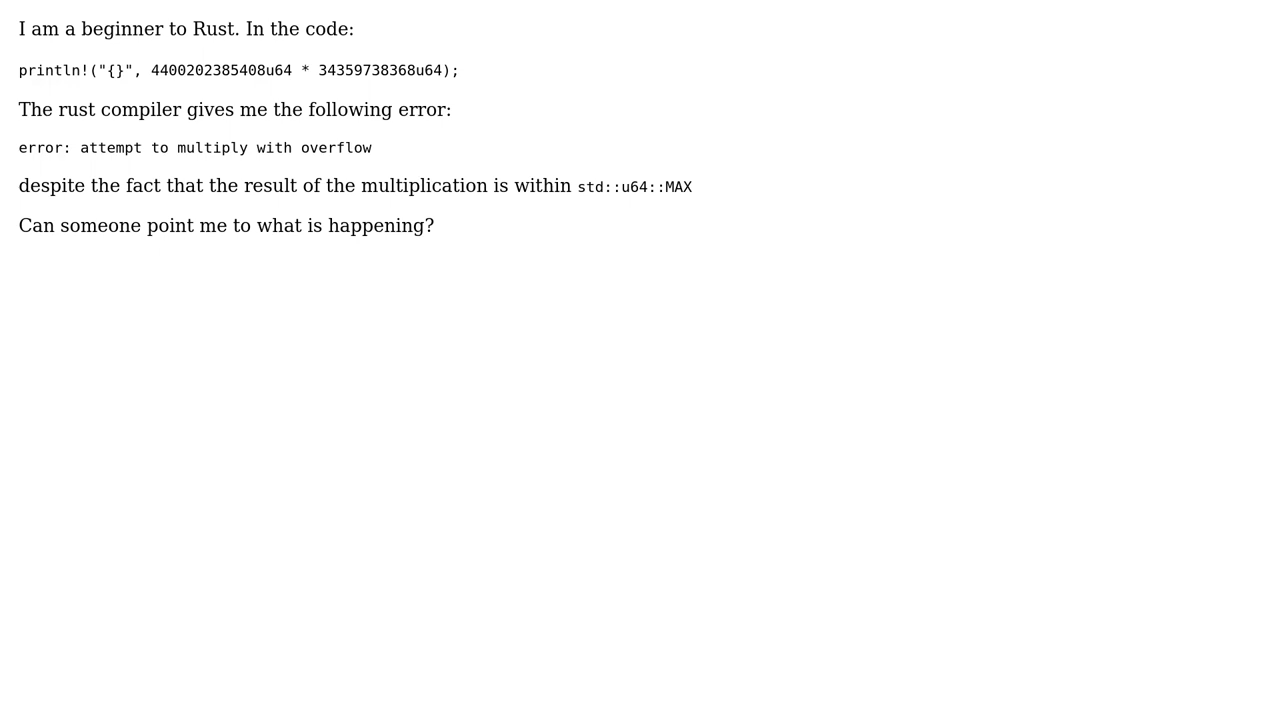 I am a beginner to Rust. In the code:
println!("{}", 4400202385408u64 * 34359738368u64);
The rust compiler gives me the following error:
error: attempt to multiply with overflow
despite the fact that the result of the multiplication is within std::u64::MAX
Can someone point me to what is happening?